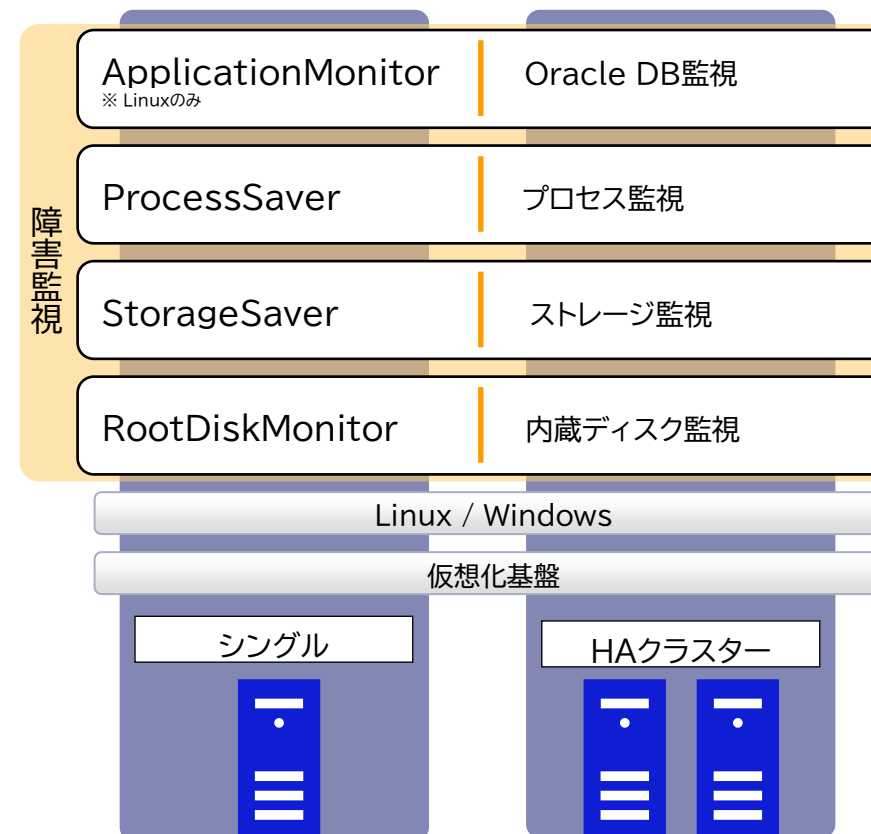 障害監視
ApplicationMonitor
※ Linuxのみ
Oracle DB監視
ProcessSaver
プロセス監視
StorageSaver
ストレージ監視
RootDiskMonitor
内蔵ディスク監視
Linux / Windows
仮想化基盤
シングル
HAクラスター